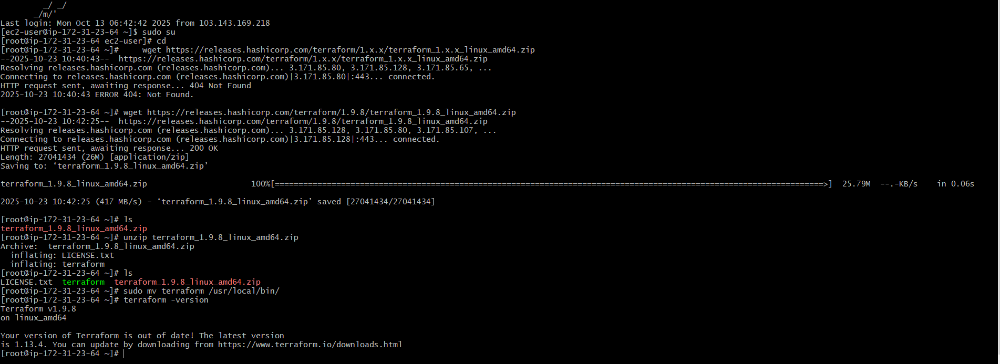 _/ _/
_/m/'
Last login: Mon Oct 13 06:42:42 2025 from 103.143.169.218
[ec2-user@ip-172-31-23-64 ~]$ sudo su
[root@ip-172-31-23-64 ec2-user]# cd
[root@ip-172-31-23-64 ~]#     wget https://releases.hashicorp.com/terraform/1.x.x/terraform_1.x.x_linux_amd64.zip
--2025-10-23 10:40:43--  https://releases.hashicorp.com/terraform/1.x.x/terraform_1.x.x_linux_amd64.zip
Resolving releases.hashicorp.com (releases.hashicorp.com)... 3.171.85.80, 3.171.85.128, 3.171.85.65, ...
Connecting to releases.hashicorp.com (releases.hashicorp.com)|3.171.85.80|:443... connected.
HTTP request sent, awaiting response... 404 Not Found
2025-10-23 10:40:43 ERROR 404: Not Found.
[root@ip-172-31-23-64 ~]# wget https://releases.hashicorp.com/terraform/1.9.8/terraform_1.9.8_linux_amd64.zip
--2025-10-23 10:42:25--  https://releases.hashicorp.com/terraform/1.9.8/terraform_1.9.8_linux_amd64.zip
Resolving releases.hashicorp.com (releases.hashicorp.com)... 3.171.85.128, 3.171.85.80, 3.171.85.107, ...
Connecting to releases.hashicorp.com (releases.hashicorp.com)|3.171.85.128|:443... connected.
HTTP request sent, awaiting response... 200 OK
Length: 27041434 (26M) [application/zip]
Saving to: ‘terraform_1.9.8_linux_amd64.zip’
terraform_1.9.8_linux_amd64.zip                      100%[====================================================================================================================>]  25.79M  --.-KB/s    in 0.06s
2025-10-23 10:42:25 (417 MB/s) - ‘terraform_1.9.8_linux_amd64.zip’ saved [27041434/27041434]
[root@ip-172-31-23-64 ~]# ls
terraform_1.9.8_linux_amd64.zip
[root@ip-172-31-23-64 ~]# unzip terraform_1.9.8_linux_amd64.zip
Archive:  terraform_1.9.8_linux_amd64.zip
  inflating: LICENSE.txt
  inflating: terraform
[root@ip-172-31-23-64 ~]# ls
LICENSE.txt  terraform  terraform_1.9.8_linux_amd64.zip
[root@ip-172-31-23-64 ~]# sudo mv terraform /usr/local/bin/
[root@ip-172-31-23-64 ~]# terraform -version
Terraform v1.9.8
on linux_amd64
Your version of Terraform is out of date! The latest version
is 1.13.4. You can update by downloading from https://www.terraform.io/downloads.html
[root@ip-172-31-23-64 ~]#